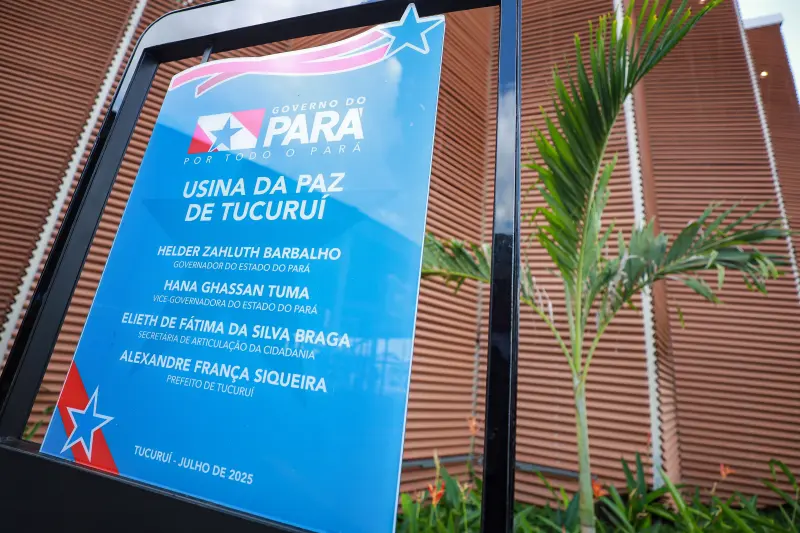 GOVERNO DO
PARÁ
POR TODO O PARÁ
USINA DA PAZ
DE TUCURUÍ
HELDER ZAHLUTH BARBALHO
GOVERNADOR DO ESTADO DO PARÁ
HANA GHASSAN TUMA
VICE-GOVERNADORA DO ESTADO DO PARÁ
ELIETH DE FÁTIMA DA SILVA BRAGA
SECRETARIA DE ARTICULAÇÃO DA CIDADANIA
ALEXANDRE FRANÇA SIQUEIRA
PREFEITO DE TUCURUÍ
TUCURUÍ - JULHO DE 2025